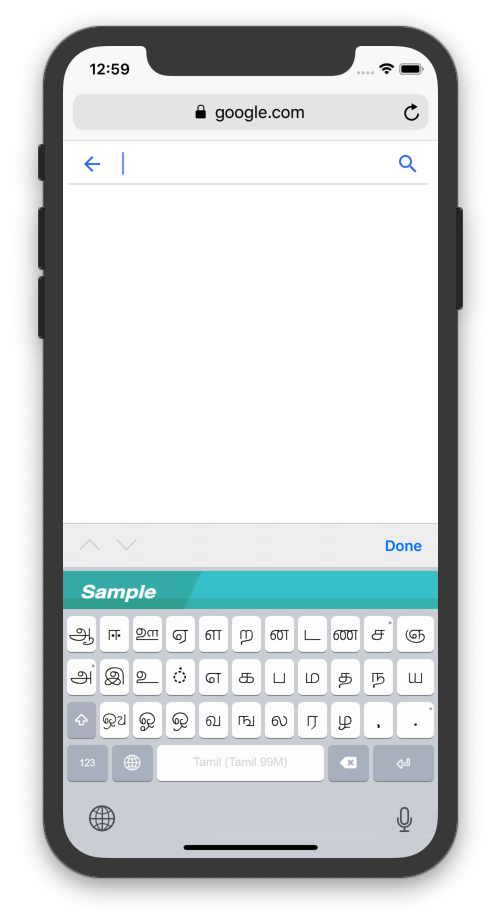 12:59
google.com
Done
Sample
ஆ ஈ ஊ ஏ ள ற ன ட ண ச ஞ
அ இ உ ் எ க ப ம த ந ய
ஔ ஓ ஒ வ ங ல ர ழ , .
123 Tamil (Tamil 99M)